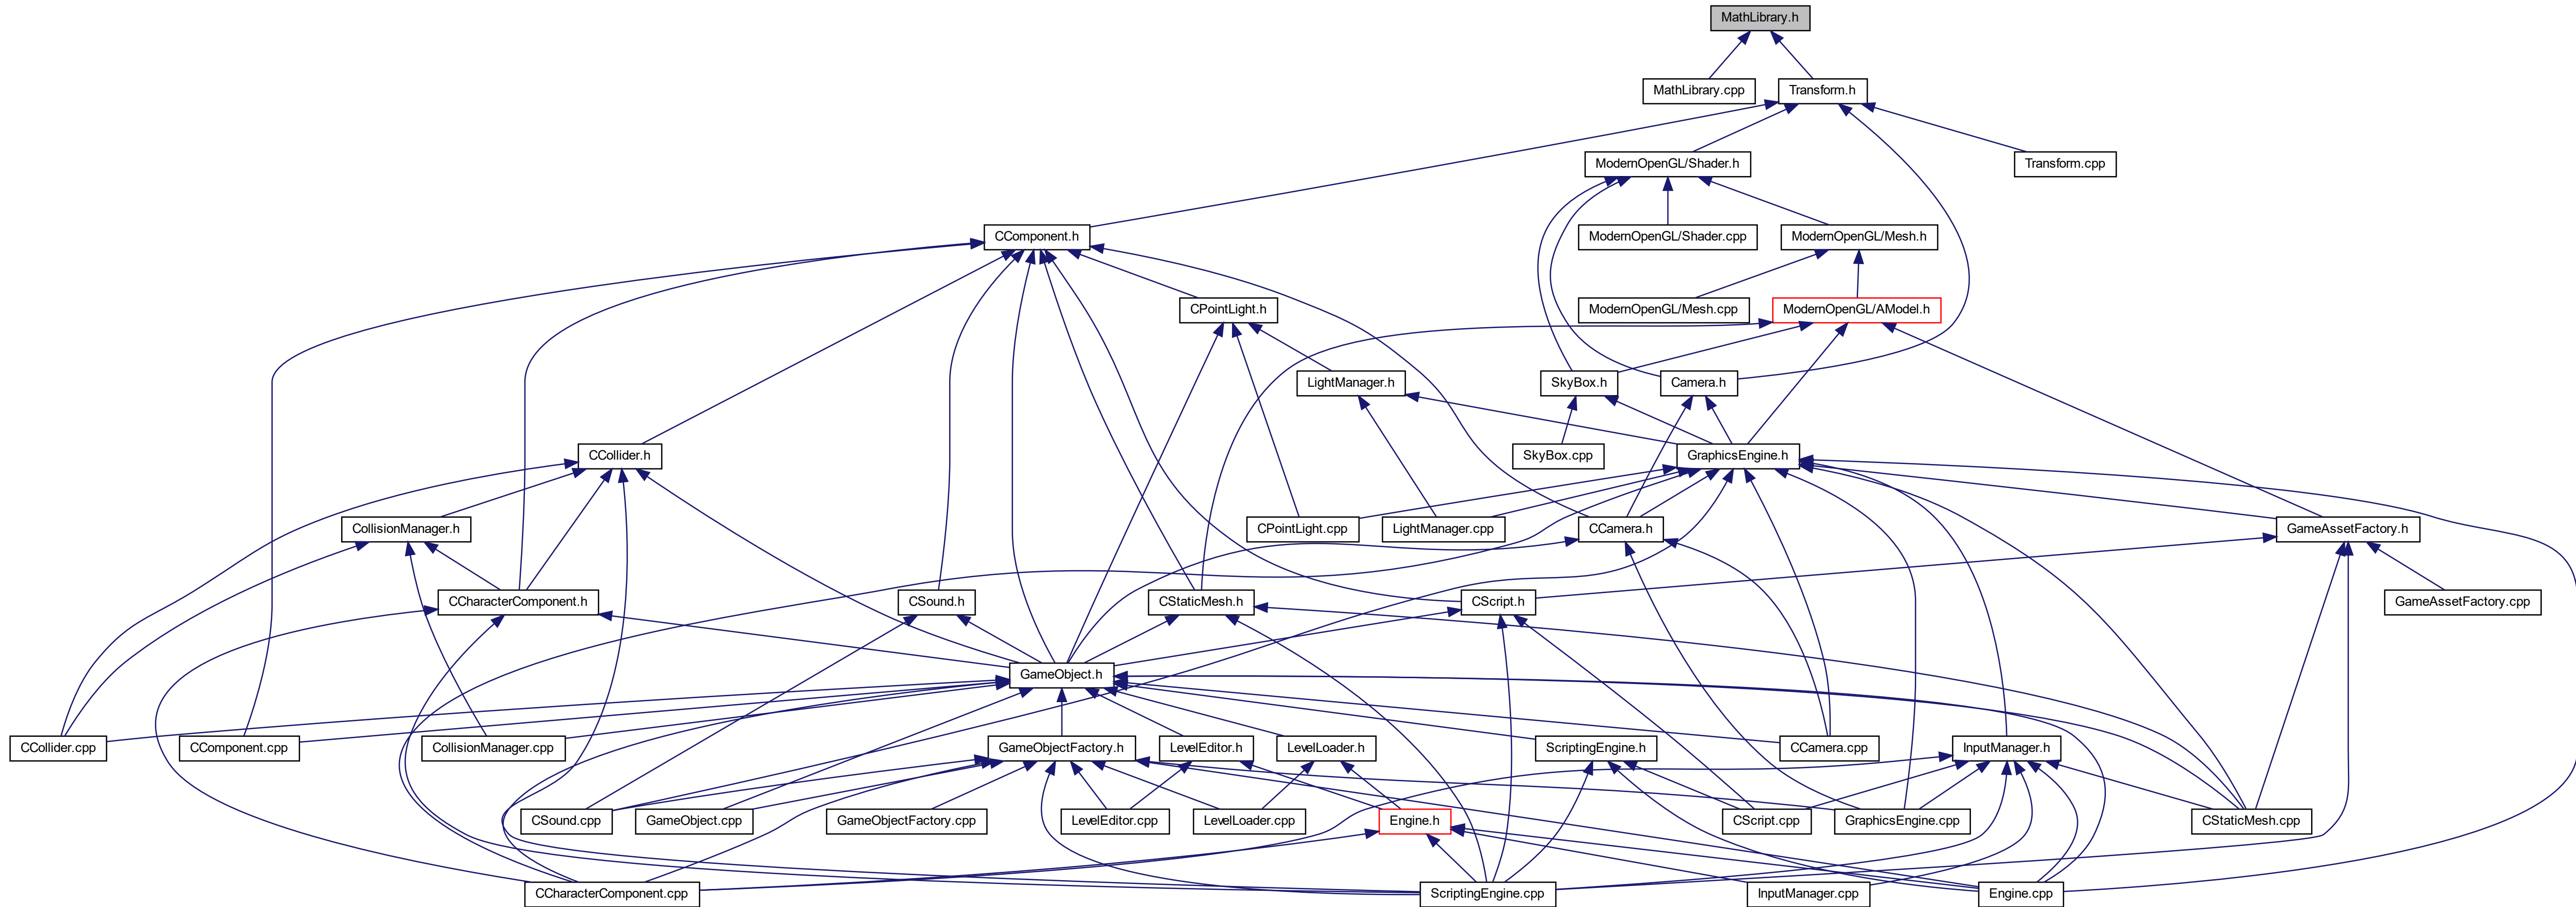 MathLibrary.h
MathLibrary.cpp
Transform.h
ModernOpenGL/Shader.h
Transform.cpp
CComponent.h
ModernOpenGL/Shader.cpp
ModernOpenGL/Mesh.h
CPointLight.h
ModernOpenGL/Mesh.cpp
ModernOpenGL/AModel.h
LightManager.h
SkyBox.h
Camera.h
CCollider.h
SkyBox.cpp
GraphicsEngine.h
CollisionManager.h
CPointLight.cpp
LightManager.cpp
CCamera.h
GameAssetFactory.h
CCharacterComponent.h
CSound.h
CStaticMesh.h
CScript.h
GameAssetFactory.cpp
GameObject.h
CCollider.cpp
CComponent.cpp
CollisionManager.cpp
GameObjectFactory.h
LevelEditor.h
LevelLoader.h
ScriptingEngine.h
CCamera.cpp
InputManager.h
CSound.cpp
GameObject.cpp
GameObjectFactory.cpp
LevelEditor.cpp
LevelLoader.cpp
Engine.h
CScript.cpp
GraphicsEngine.cpp
CStaticMesh.cpp
CCharacterComponent.cpp
ScriptingEngine.cpp
InputManager.cpp
Engine.cpp